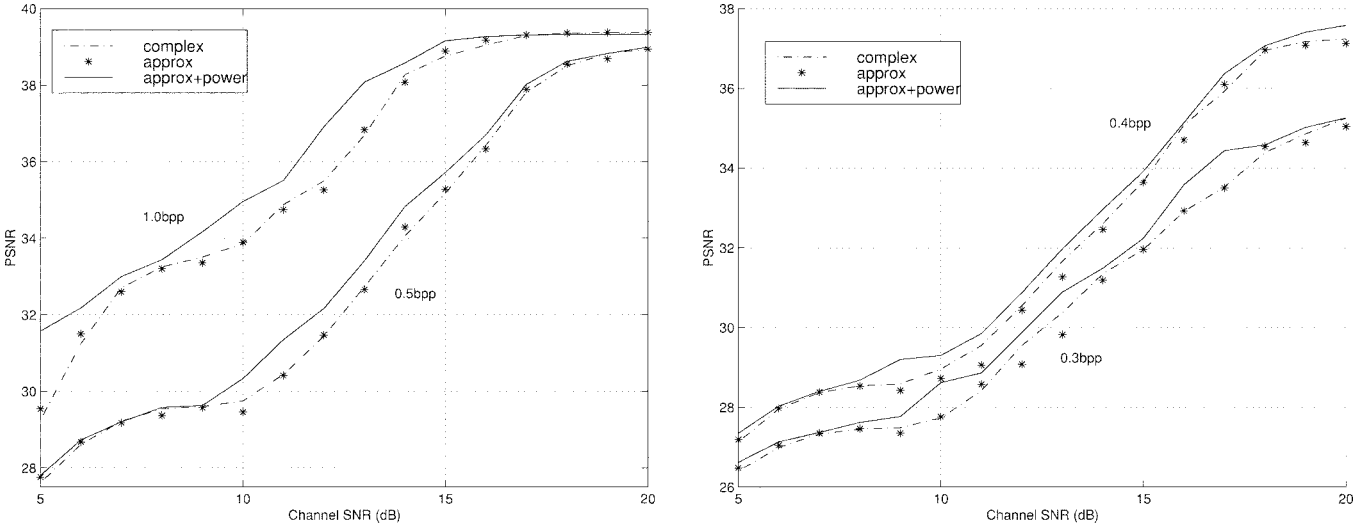 40
38
36
34
32
30
28
PSNR
complex
approx
approx+power
1.0bpp
0.5bpp
5
10
15
20
Channel SNR (dB)
38
36
34
32
30
28
26
PSNR
complex
approx
approx+power
0.4bpp
0.3bpp
5
10
15
20
Channel SNR (dB)